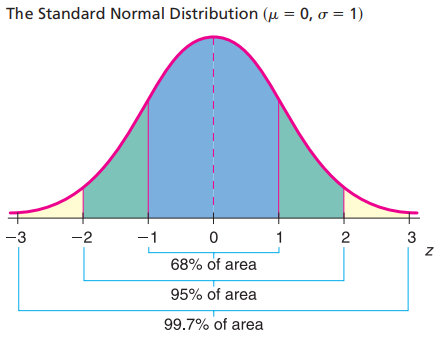 The Standard Normal Distribution (μ = 0, σ = 1)
−3 −2 −1 0 1 2 3
z
68% of area
95% of area
99.7% of area